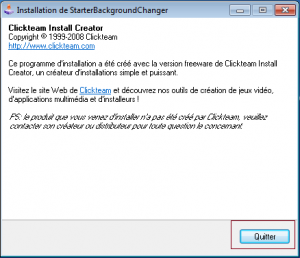 Installation de StarterBackgroundChanger
Clickteam Install Creator
Copyright © 1999-2008 Clickteam
http://www.clickteam.com
Ce programme d'installation a été créé avec la version freeware de Clickteam Install
Creator, un créateur d'installations simple et puissant.
Visitez le site Web de Clickteam et découvrez nos outils de création de jeux vidéo,
d'applications multimédia et d'installeurs !
PS: le produit que vous venez d'installer n'a pas été créé par Clickteam, veuillez
contacter son créateur ou distributeur pour toute question le concernant.
Quitter